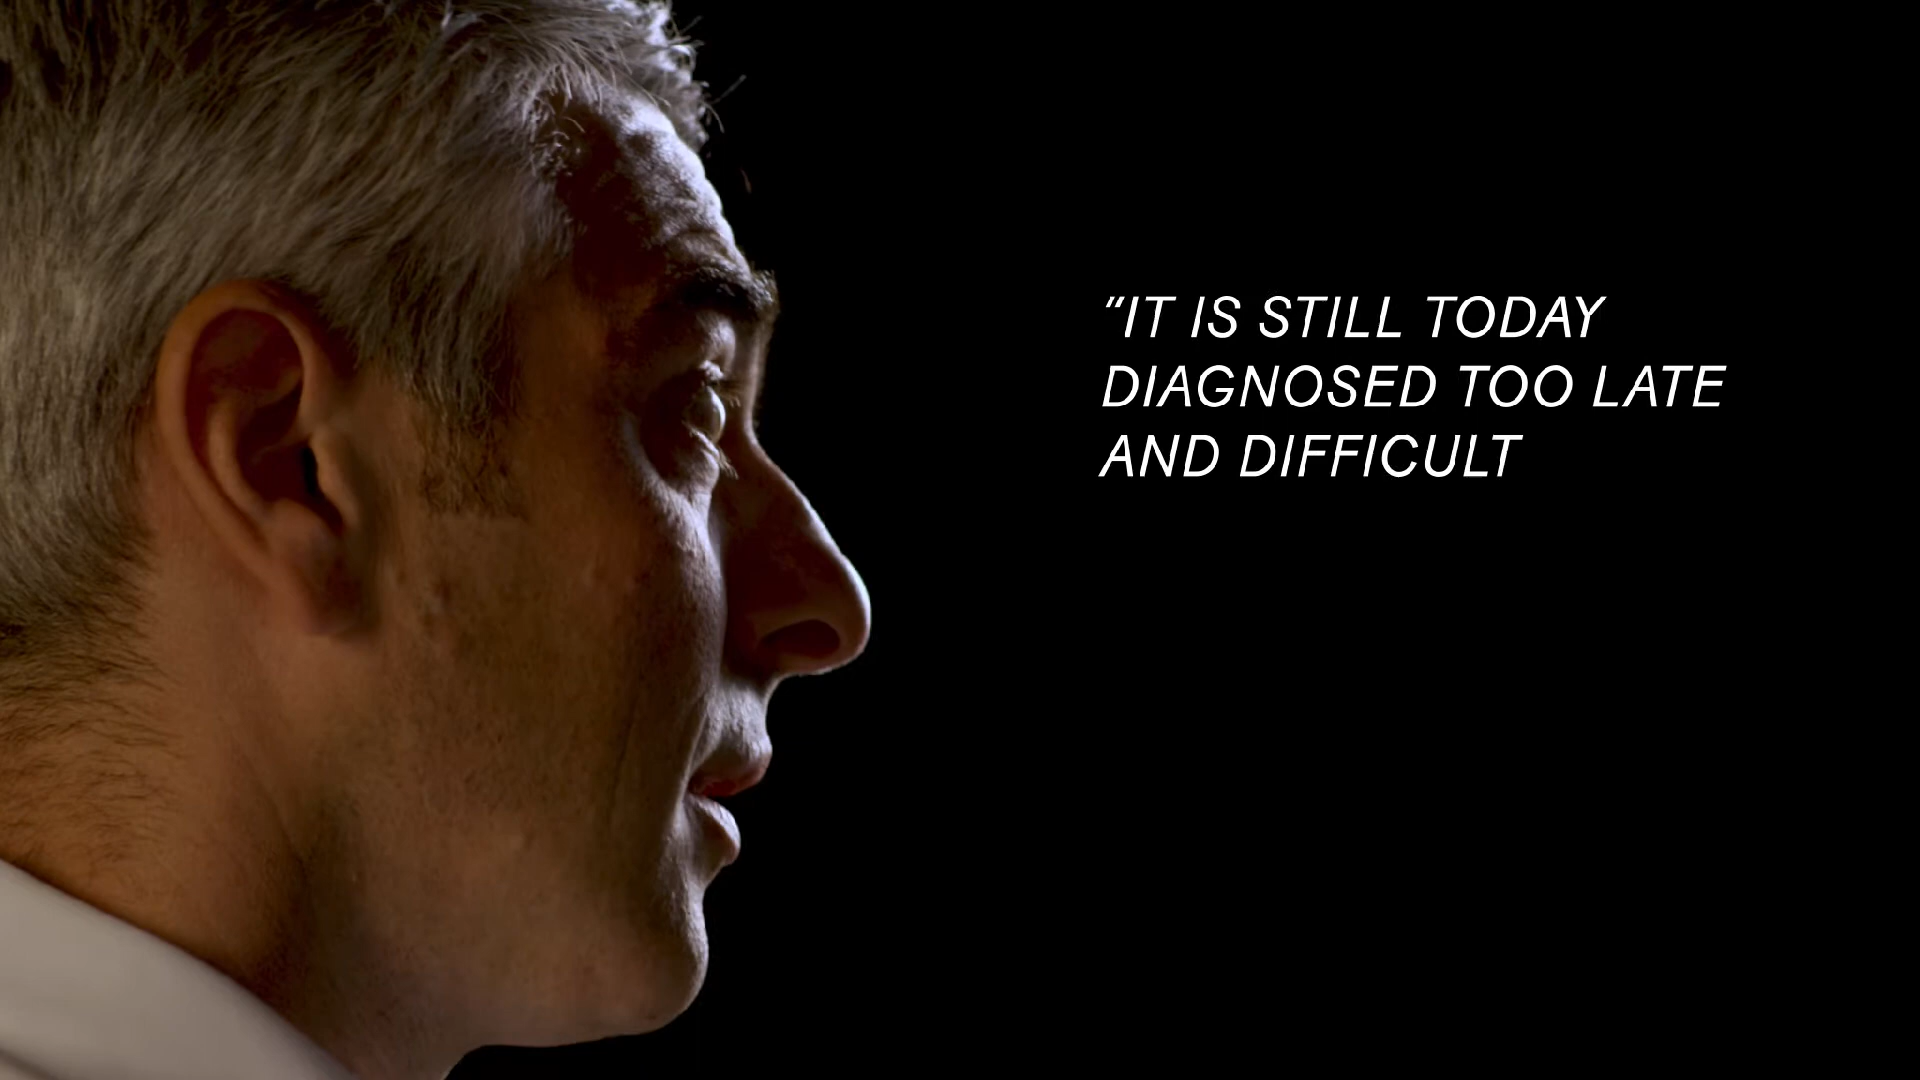 “IT IS STILL TODAY
DIAGNOSED TOO LATE
AND DIFFICULT